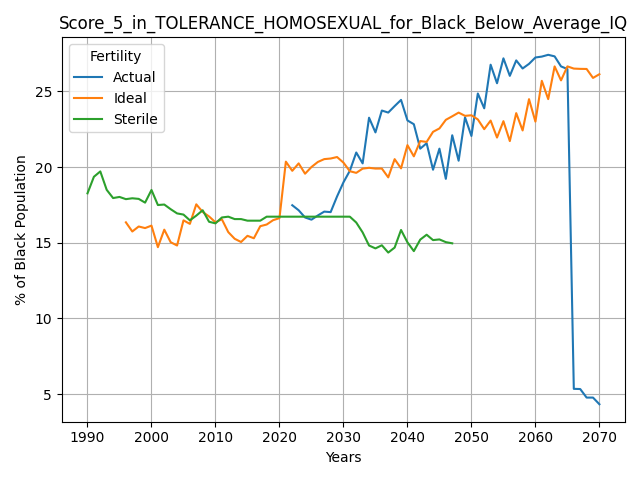 Score_5_in_TOLERANCE_HOMOSEXUAL_for_Black_Below_Average_IQ
Fertility
Actual
Ideal
Sterile
% of Black Population
25
20
15
10
5
1990 2000 2010 2020 2030 2040 2050 2060 2070
Years